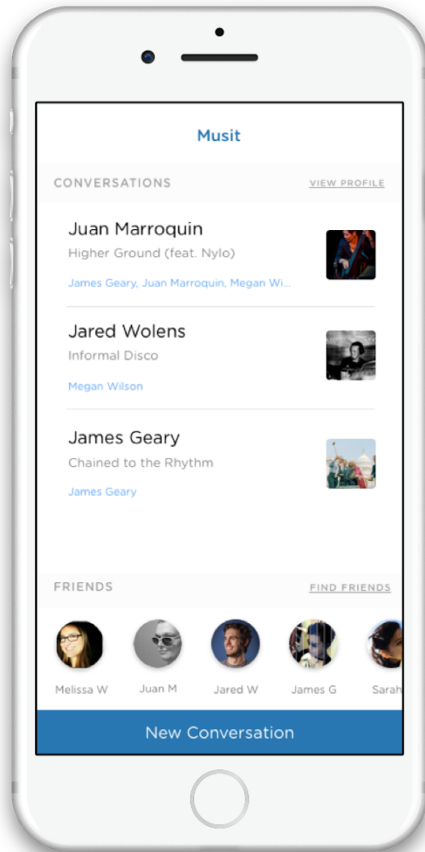 Musit
CONVERSATIONS VIEW PROFILE
Juan Marroquin
Higher Ground (feat. Nylo)
James Geary, Juan Marroquin, Megan Wi...
Jared Wolens
Informal Disco
Megan Wilson
James Geary
Chained to the Rhythm
James Geary
FRIENDS FIND FRIENDS
Melissa W Juan M Jared W James G Sarah
New Conversation